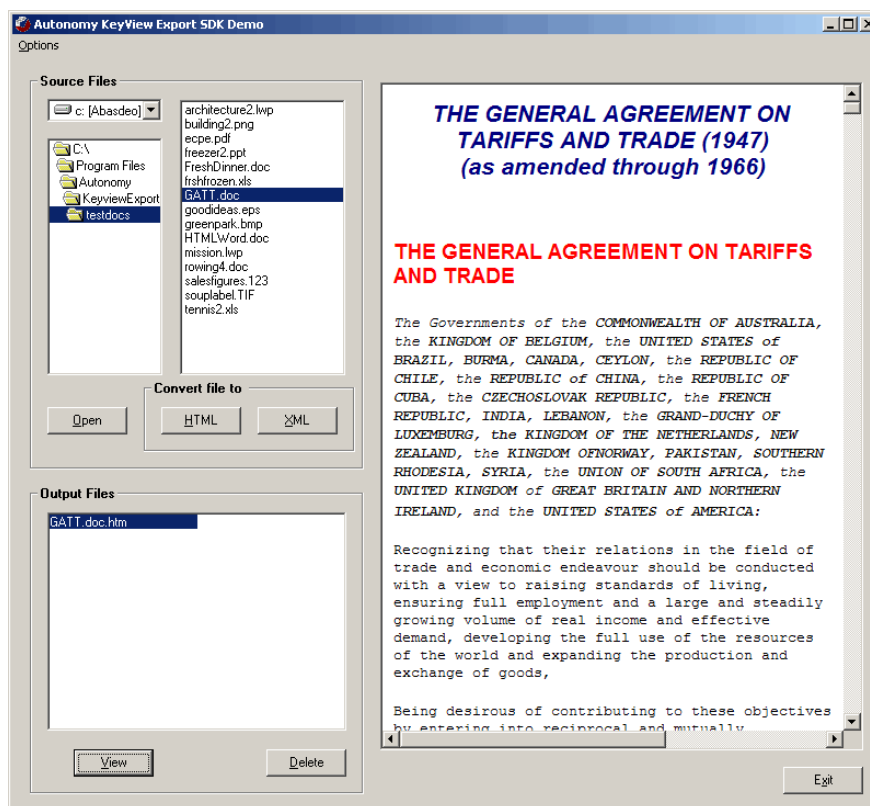 Autonomy KeyView Export SDK Demo
Options
Source Files
c: [Abasdeo]
C:\
Program Files
Autonomy
KeyviewExport
testdocs
architecture2.lwp
building2.png
ecpe.pdf
freezer2.ppt
FreshDinner.doc
frshfrozen.xls
GATT.doc
goodideas.eps
greenpark.bmp
HTMLWord.doc
mission.lwp
rowing4.doc
salesfigures.123
souplabel.TIF
tennis2.xls
Convert file to
Open
HTML
XML
Output Files
GATT.doc.htm
View
Delete
THE GENERAL AGREEMENT ON
TARIFFS AND TRADE (1947)
(as amended through 1966)
THE GENERAL AGREEMENT ON TARIFFS
AND TRADE
The Governments of the COMMONWEALTH OF AUSTRALIA,
the KINGDOM OF BELGIUM, the UNITED STATES of
BRAZIL, BURMA, CANADA, CEYLON, the REPUBLIC OF
CHILE, the REPUBLIC of CHINA, the REPUBLIC OF
CUBA, the CZECHOSLOVAK REPUBLIC, the FRENCH
REPUBLIC, INDIA, LEBANON, the GRAND-DUCHY OF
LUXEMBURG, the KINGDOM OF THE NETHERLANDS, NEW
ZEALAND, the KINGDOM OFNORWAY, PAKISTAN, SOUTHERN
RHODESIA, SYRIA, the UNION OF SOUTH AFRICA, the
UNITED KINGDOM of GREAT BRITAIN AND NORTHERN
IRELAND, and the UNITED STATES of AMERICA:
Recognizing that their relations in the field of
trade and economic endeavour should be conducted
with a view to raising standards of living,
ensuring full employment and a large and steadily
growing volume of real income and effective
demand, developing the full use of the resources
of the world and expanding the production and
exchange of goods,
Being desirous of contributing to these objectives
by entering into reciprocal and mutually
Exit